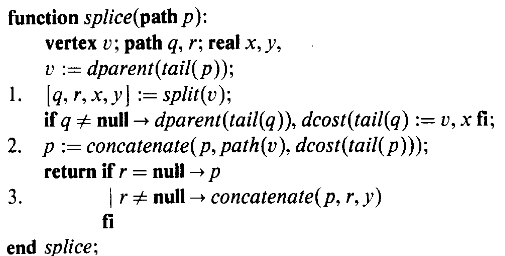 function splice(path p):
vertex v; path q, r; real x, y,
v := dparent(tail(p));
1. [q, r, x, y] := split(v);
if q ≠ null → dparent(tail(q)), dcost(tail(q) := v, x fi;
2. p := concatenate(p, path(v), dcost(tail(p)));
return if r = null → p
3. | r ≠ null → concatenate(p, r, y)
fi
end splice;